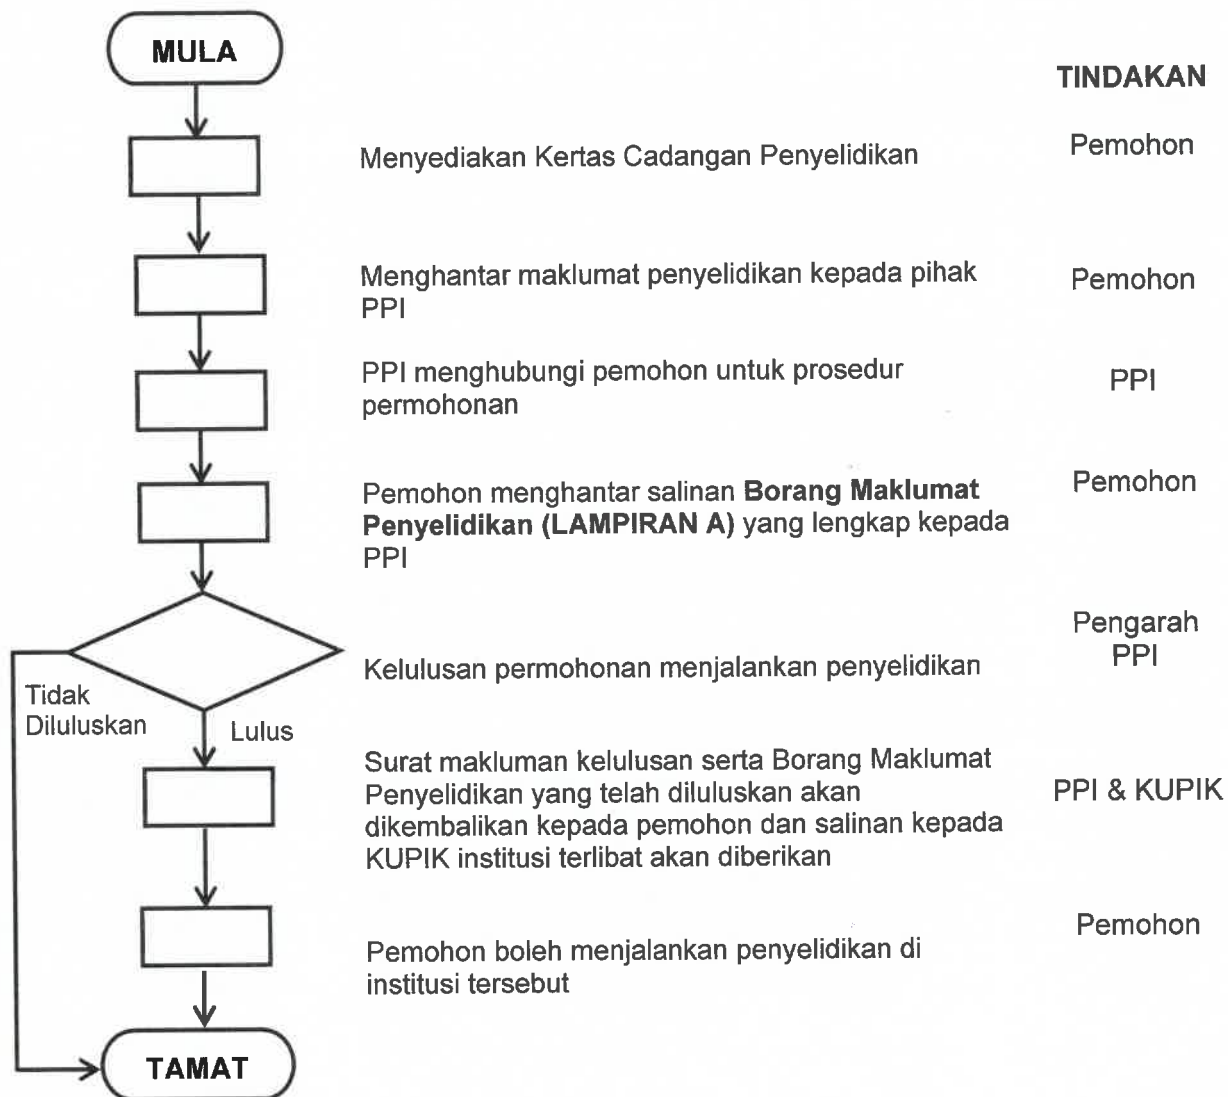 MULA
TINDAKAN
Menyediakan Kertas Cadangan Penyelidikan
Pemohon
Menghantar maklumat penyelidikan kepada pihak
PPI
Pemohon
PPI menghubungi pemohon untuk prosedur
permohonan
PPI
Pemohon menghantar salinan Borang Maklumat
Penyelidikan (LAMPIRAN A) yang lengkap kepada
PPI
Pemohon
Kelulusan permohonan menjalankan penyelidikan
Pengarah
PPI
Tidak
Diluluskan
Lulus
Surat makluman kelulusan serta Borang Maklumat
Penyelidikan yang telah diluluskan akan
dikembalikan kepada pemohon dan salinan kepada
KUPIK institusi terlibat akan diberikan
PPI & KUPIK
Pemohon boleh menjalankan penyelidikan di
institusi tersebut
Pemohon
TAMAT